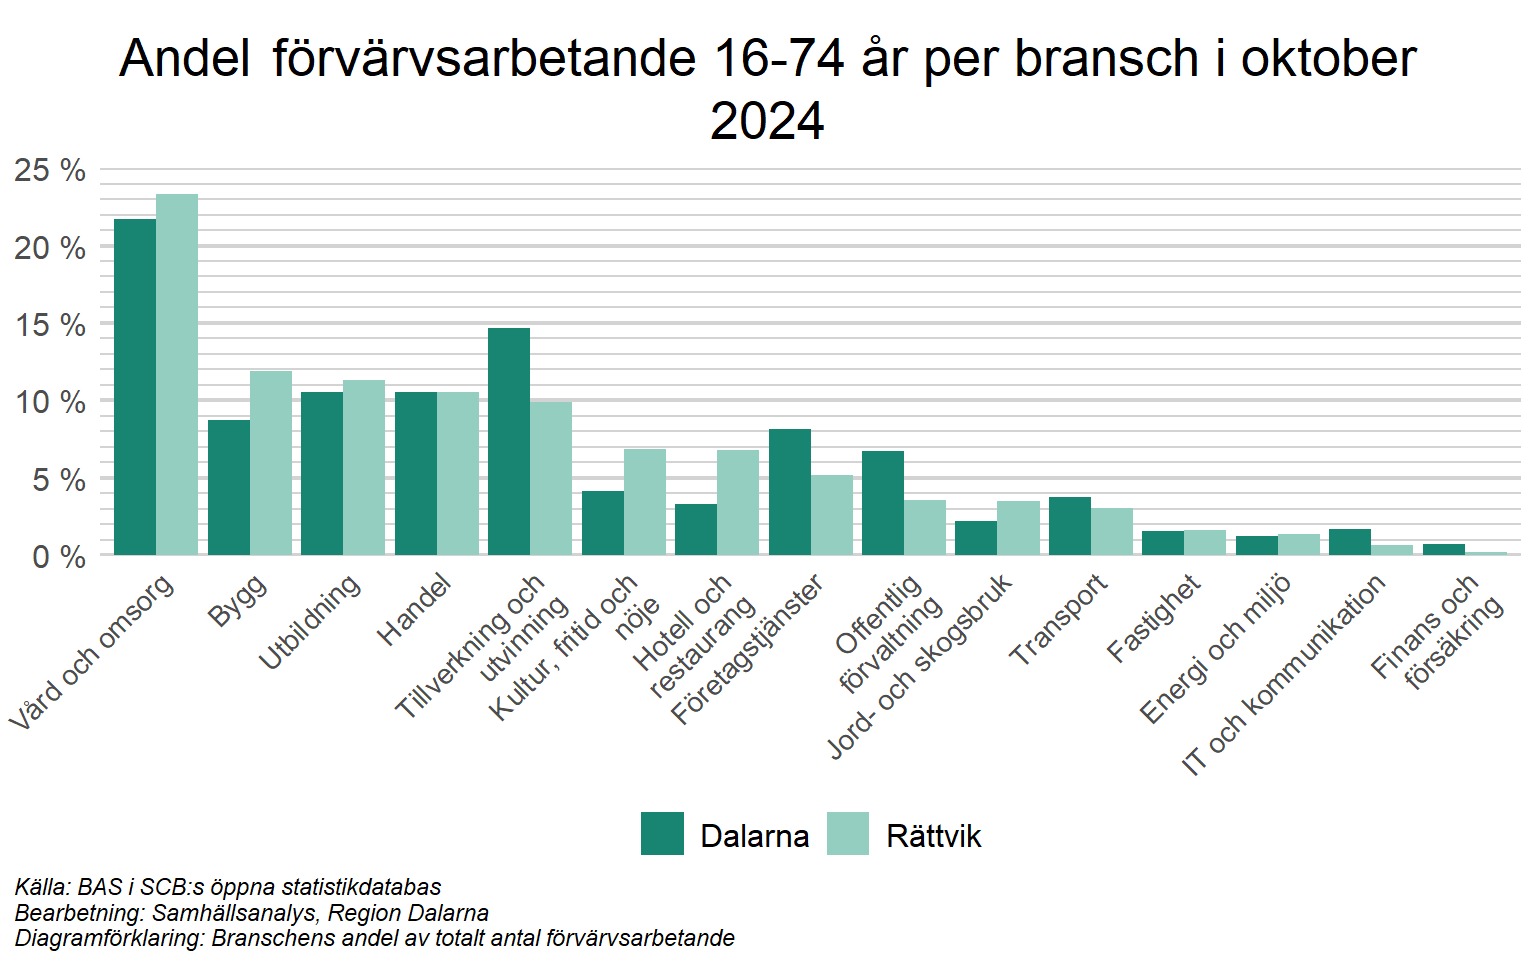 Andel förvärvsarbetande 16-74 år per bransch i oktober
2024
25 %
20 %
15 %
10 %
5 %
0 %
Vård och omsorg
Bygg
Utbildning
Handel
Tillverkning och
utvinning
Kultur, fritid och
nöje
Hotell och
restaurang
Företagstjänster
Offentlig
förvaltning
Jord- och skogsbruk
Transport
Fastighet
Energi och miljö
IT och kommunikation
Finans och
försäkring
Dalarna
Rättvik
Källa: BAS i SCB:s öppna statistikdatabas
Bearbetning: Samhällsanalys, Region Dalarna
Diagramförklaring: Branschens andel av totalt antal förvärvsarbetande